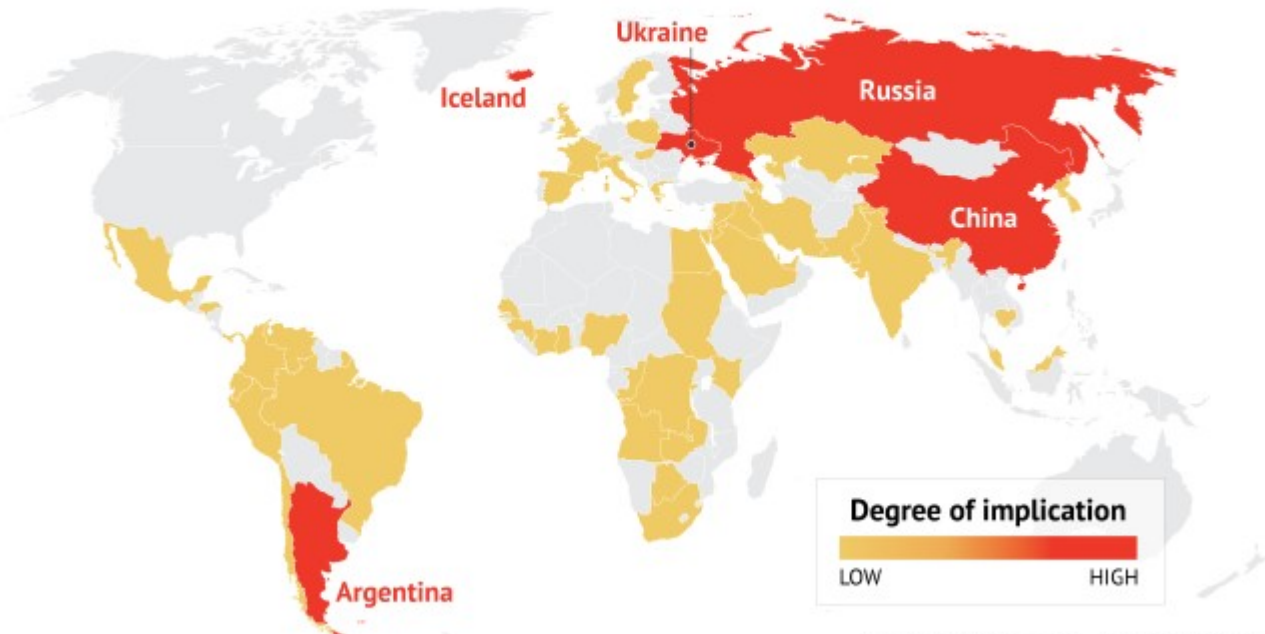 Ukraine
Iceland
Russia
China
Argentina
Degree of implication
LOW HIGH